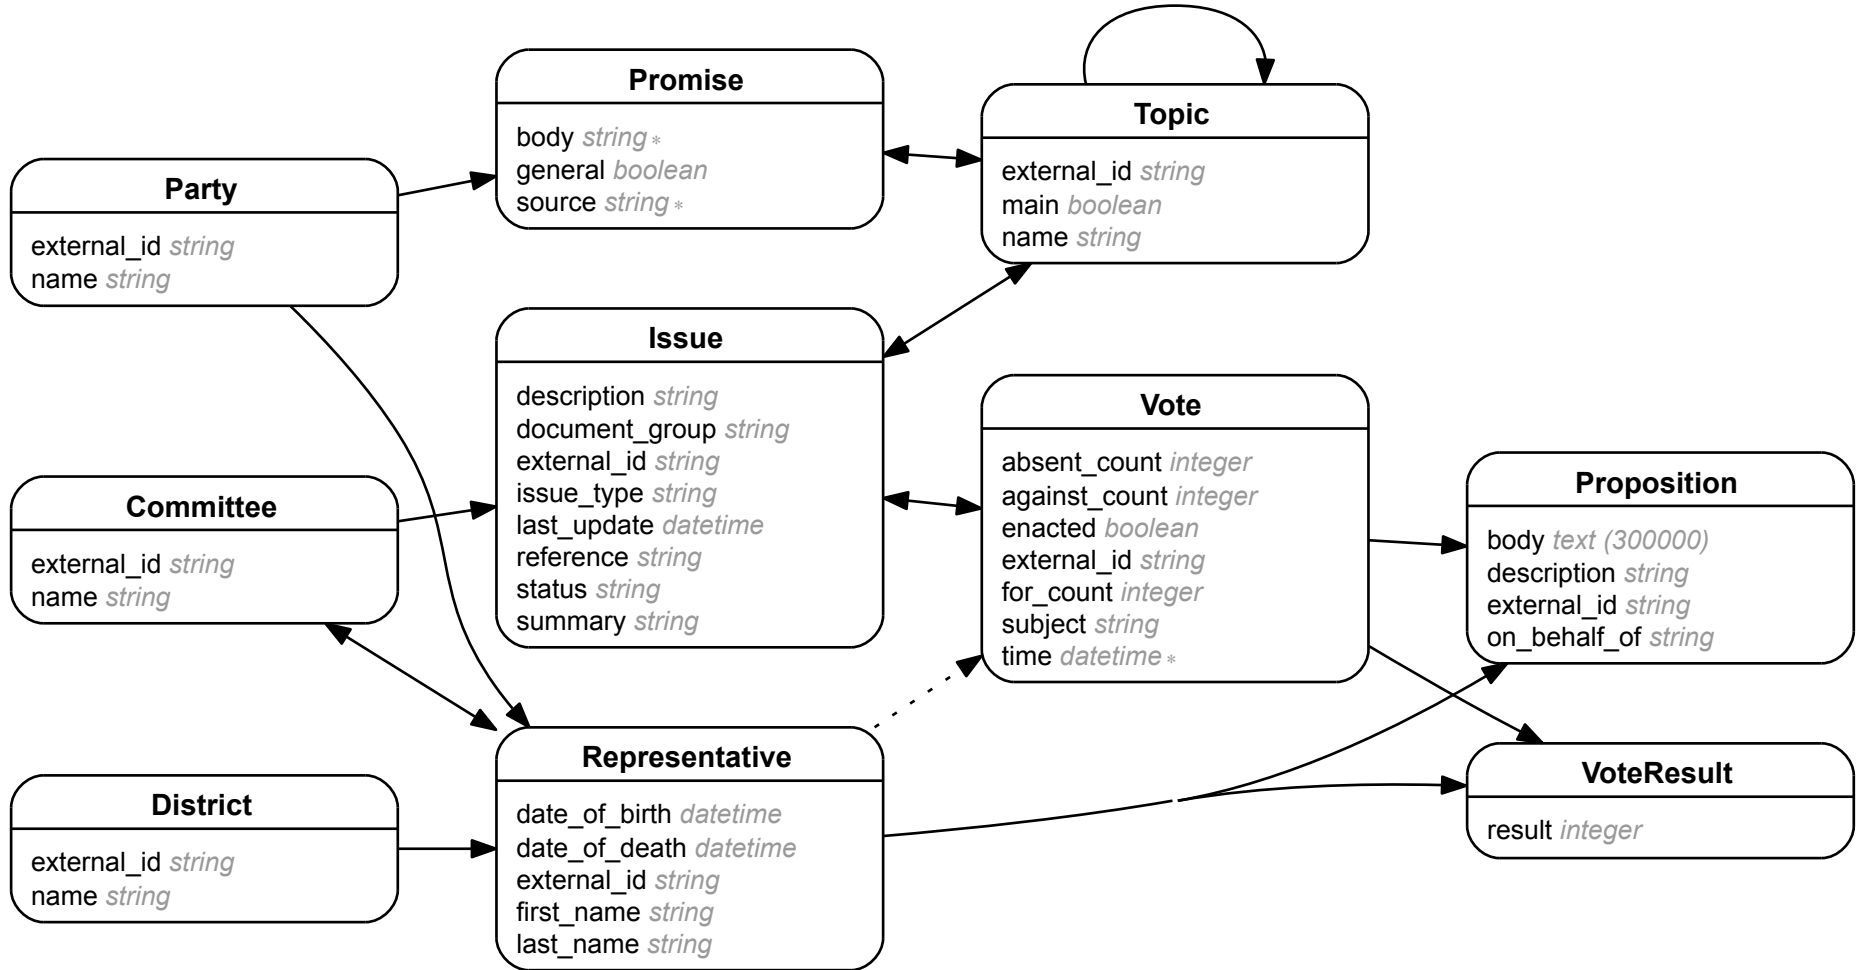 Promise
body string *
general boolean
source string *
Topic
external_id string
main boolean
name string
Party
external_id string
name string
Issue
description string
document_group string
external_id string
issue_type string
last_update datetime
reference string
status string
summary string
Vote
absent_count integer
against_count integer
enacted boolean
external_id string
for_count integer
subject string
time datetime *
Proposition
body text (300000)
description string
external_id string
on_behalf_of string
Committee
external_id string
name string
Representative
date_of_birth datetime
date_of_death datetime
external_id string
first_name string
last_name string
VoteResult
result integer
District
external_id string
name string